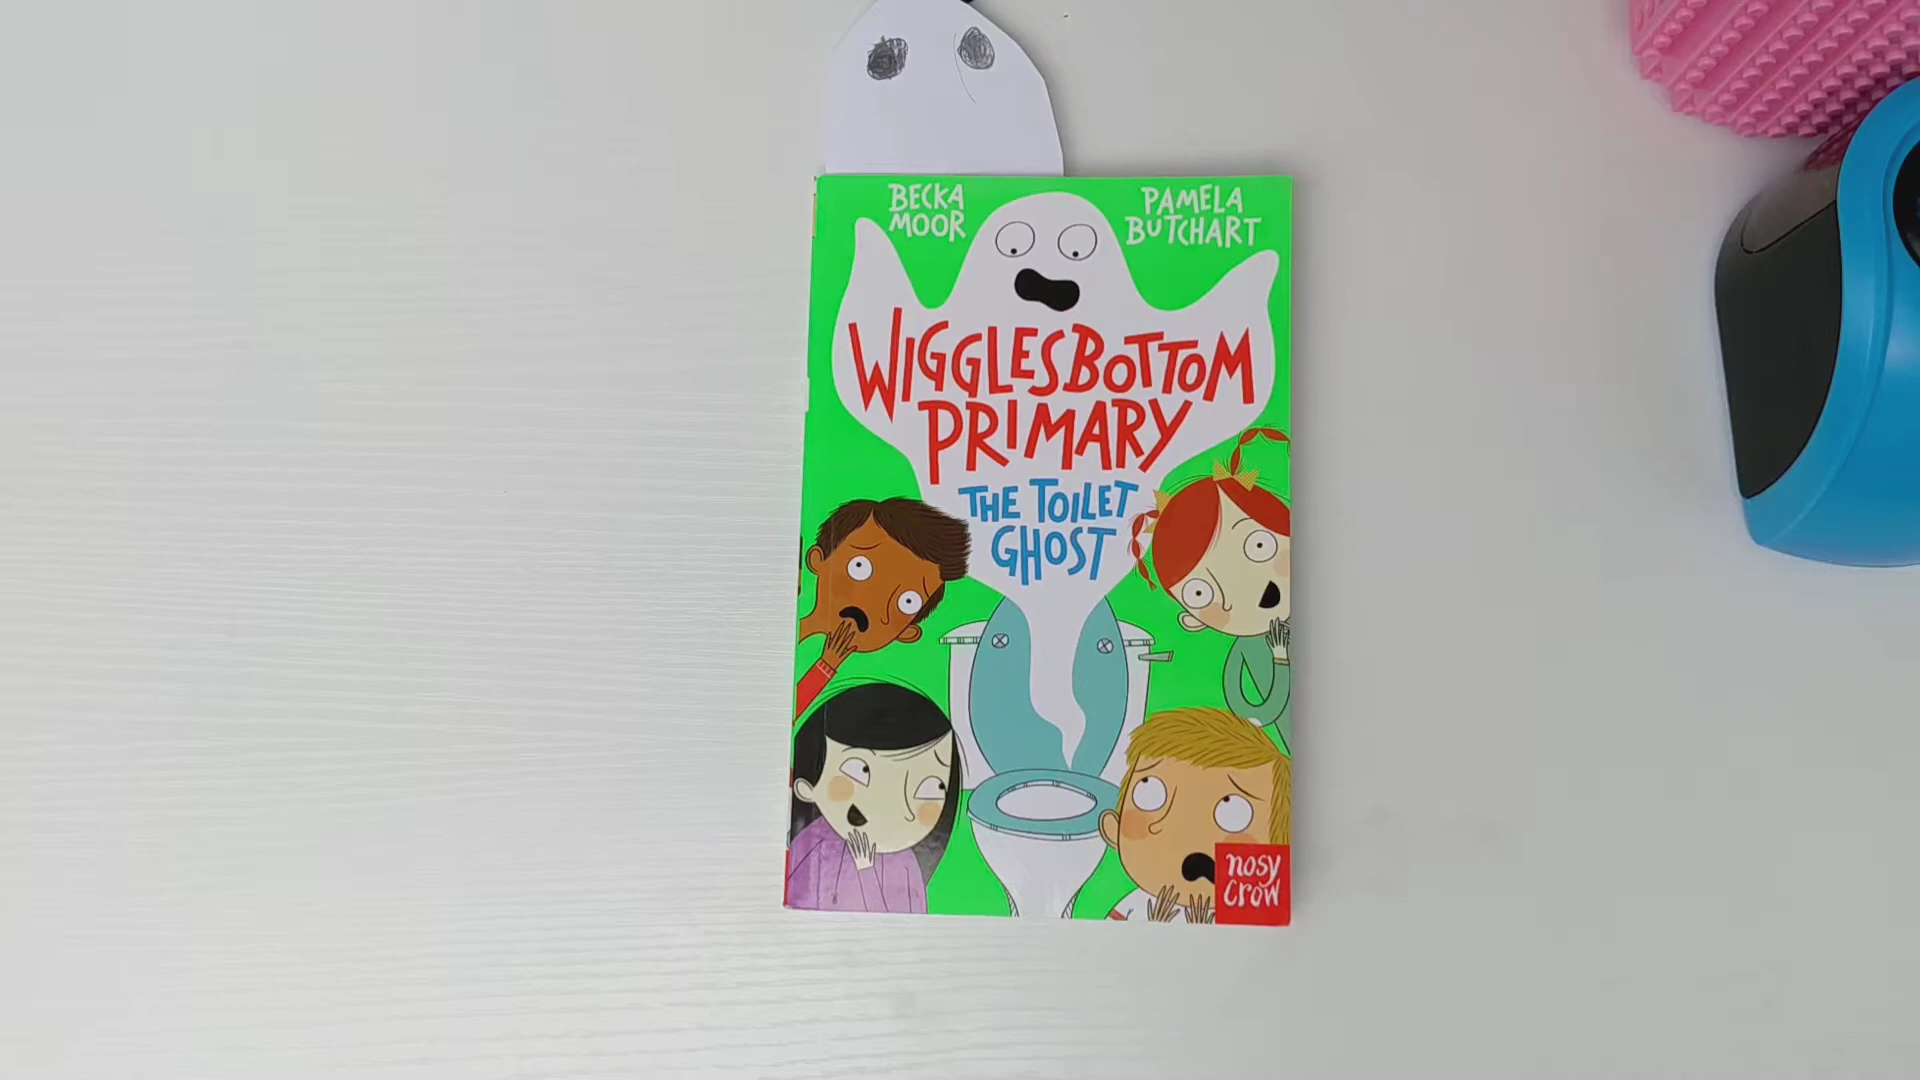 BECKA
MOOR
PAMELA
BUTCHART
WIGGLESBOTTOM
PRIMARY
THE TOILET
GHOST
nosy
crow